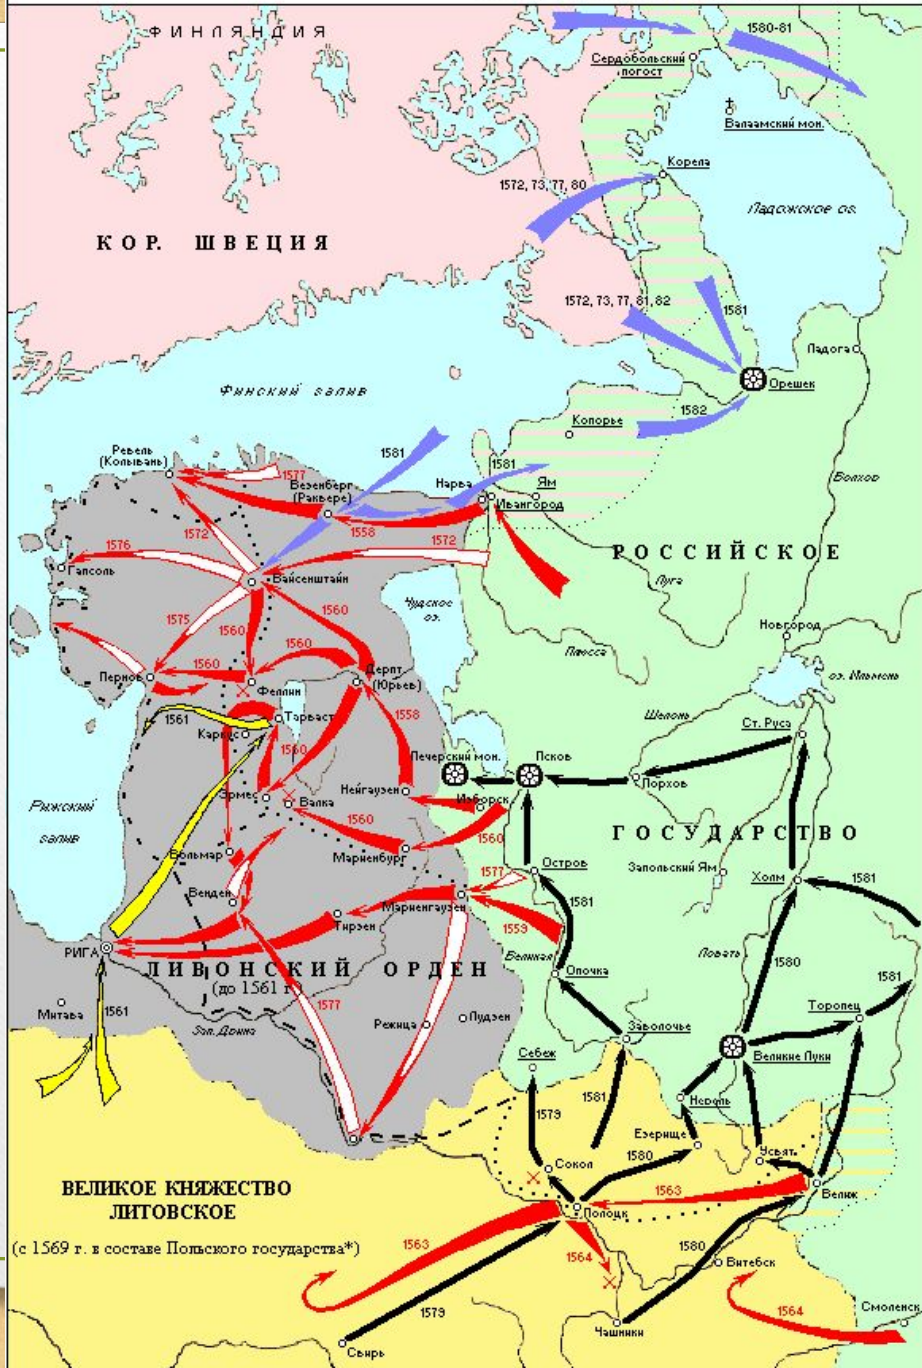 ФИНЛЯНДИЯ
1580-81
Сердобольский
погост
Валаамский мон.
Корела
1572, 73, 77, 80
Ладожское оз.
КОР. ШВЕЦИЯ
1572, 73, 77, 81, 82
1581
Ладога
Финский залив
Орешек
1582
Копорье
Ревель
(Колывань)
1577
1581
Везенберг
(Раквере)
Нарва
1581
Ям
Ивангород
Волхов
1558
1572
1572
1576
РОССИЙСКОЕ
Гапсоль
Вайсенштайн
Луга
Чудское
оз.
1575
1560
1560
Новгород
Плюсса
1560
1560
Дерпт
(Юрьев)
оз. Ильмень
Пернов
Феллин
1561
Тарваст
1558
Шелонь
Ст. Руса
Каркус
1560
Печерский мон.
Псков
Порхов
Эрмес
Валка
Нейгаузен
Изборск
Рижский
залив
1560
1560
ГОСУДАРСТВО
Вольмар
Мариенбург
Остров
Запольский Ям
Холм
1577
1581
Венден
Мариенгаузен
1581
Тирзен
1559
РИГА
Великая
Ловать
ЛИВОНСКИЙ ОРДЕН
(до 1561 г.)
Опочка
1580
1581
1577
Торопец
Митава
1561
Зап. Двина
Режица
Лудзен
Заволочье
Себеж
Великие Луки
1579
1581
Невель
Езерище
1580
Усвят
Сокол
ВЕЛИКОЕ КНЯЖЕСТВО
ЛИТОВСКОЕ
1563
Велиж
Полоцк
(с 1569 г. в составе Польского государства*)
1563
1564
1580
Витебск
1579
1564
Смоленск
Чашники
Свирь